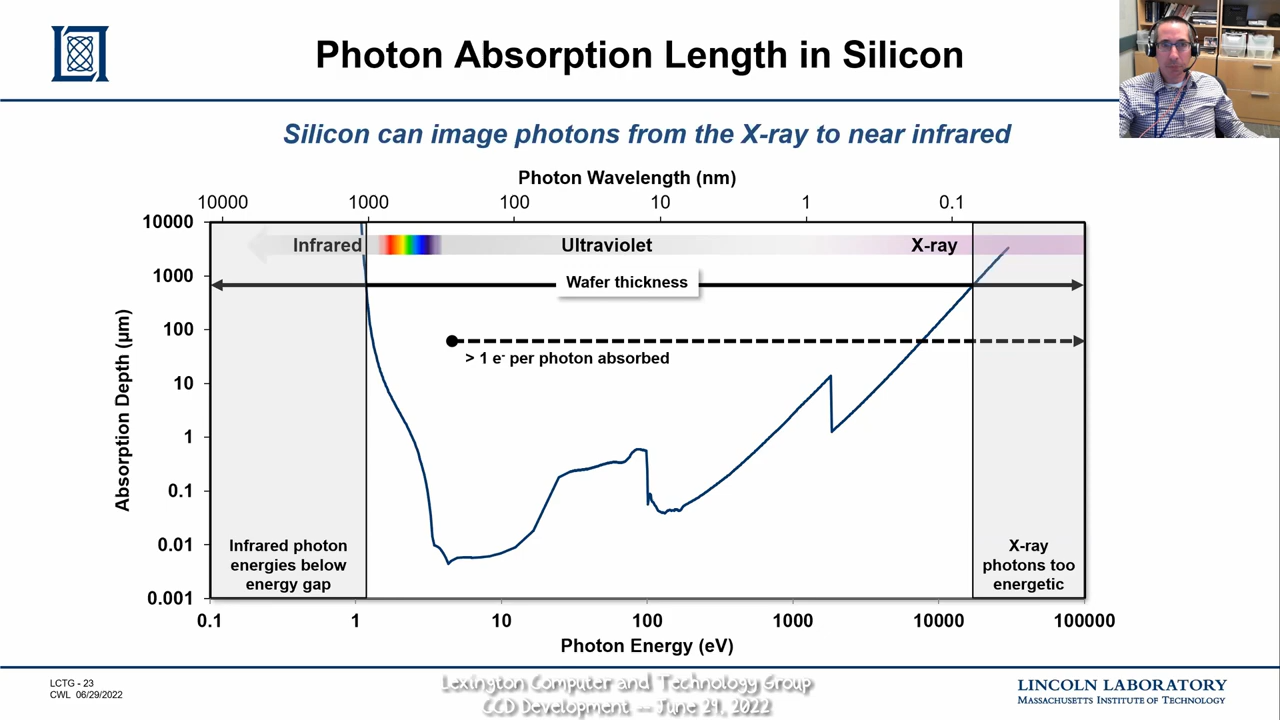 Photon Absorption Length in Silicon
Silicon can image photons from the X-ray to near infrared
Photon Wavelength (nm)
10000 1000 100 10 1 0.1
10000
1000
100
10
1
0.1
0.01
0.001
Absorption Depth (µm)
Infrared
Ultraviolet
X-ray
Wafer thickness
> 1 e- per photon absorbed
Infrared photon
energies below
energy gap
X-ray
photons too
energetic
0.1 1 10 100 1000 10000 100000
Photon Energy (eV)
LCTG - 23
CWL 06/29/2022
Lexington Computer and Technology Group
CCD Development -- June 29, 2022
LINCOLN LABORATORY
MASSACHUSETTS INSTITUTE OF TECHNOLOGY